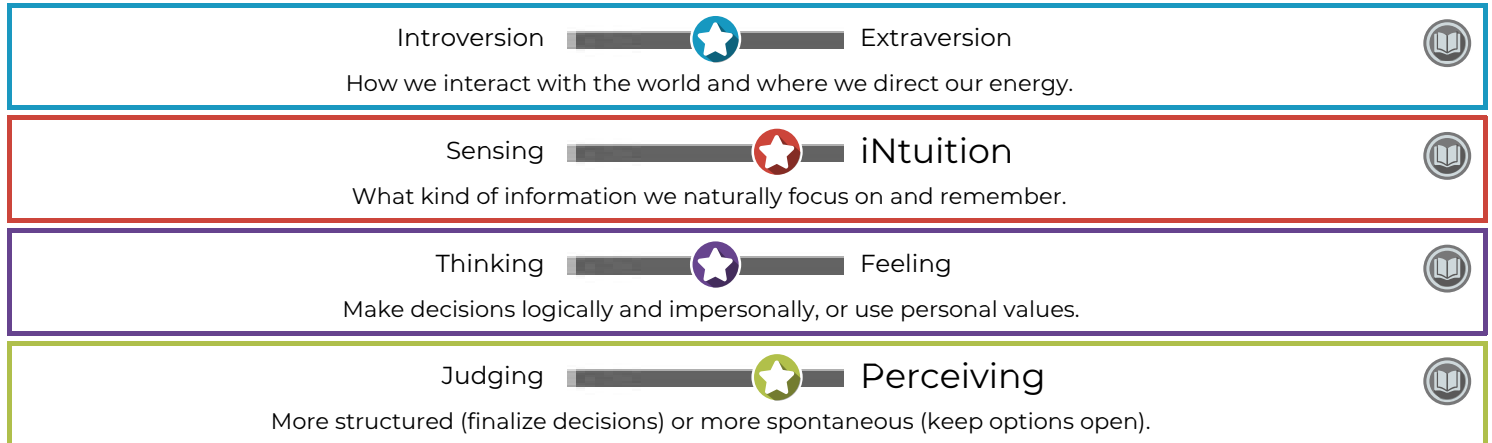 Introversion Extraversion
How we interact with the world and where we direct our energy.
Sensing iNtuition
What kind of information we naturally focus on and remember.
Thinking Feeling
Make decisions logically and impersonally, or use personal values.
Judging Perceiving
More structured (finalize decisions) or more spontaneous (keep options open).